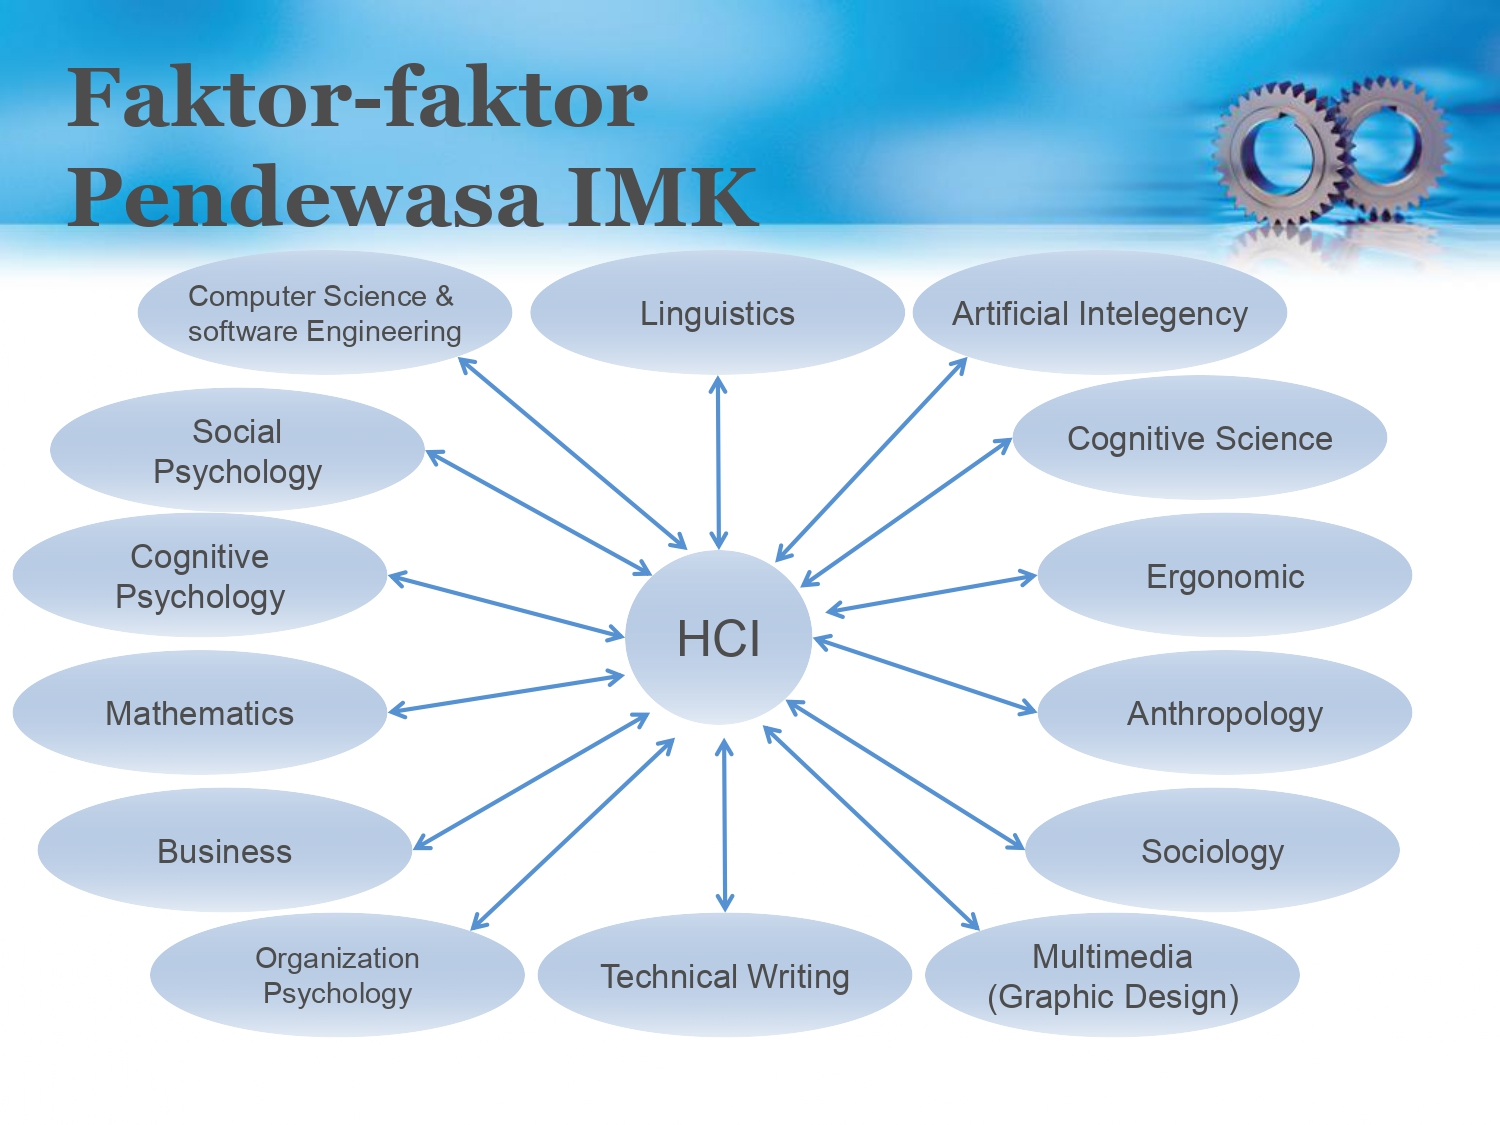 Faktor-faktor
Pendewasa IMK
Computer Science &
software Engineering
Linguistics
Artificial Intelegency
Social
Psychology
Cognitive Science
Cognitive
Psychology
Ergonomic
HCI
Mathematics
Anthropology
Business
Sociology
Organization
Psychology
Technical Writing
Multimedia
(Graphic Design)